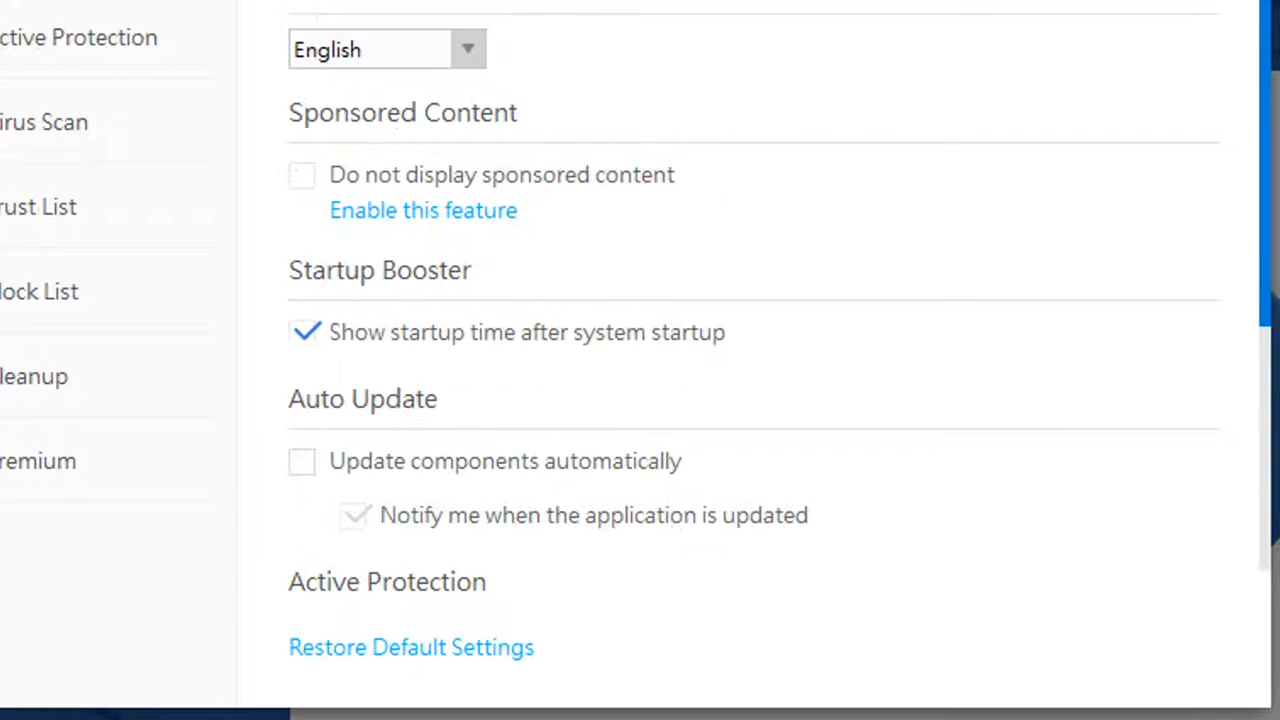 ctive Protection
irus Scan
rust List
lock List
leanup
remium
English
Sponsored Content
Do not display sponsored content
Enable this feature
Startup Booster
Show startup time after system startup
Auto Update
Update components automatically
Notify me when the application is updated
Active Protection
Restore Default Settings